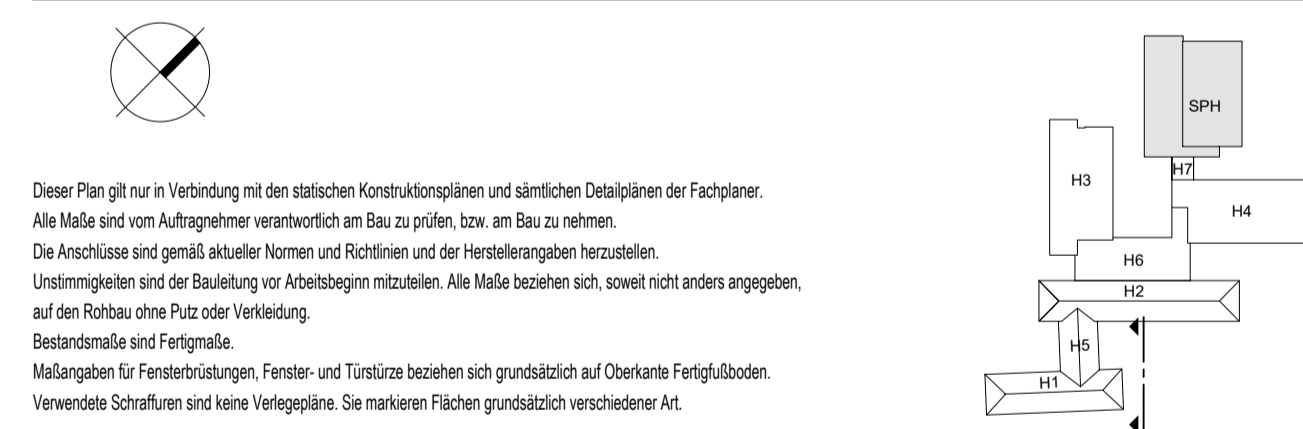 Dieser Plan gilt nur in Verbindung mit den statischen Konstruktionsplänen und sämtlichen Detailplänen der Fachplaner.
Alle Maße sind vom Auftragnehmer verantwortlich am Bau zu prüfen, bzw. am Bau zu nehmen.
Die Anschlüsse sind gemäß aktueller Normen und Richtlinien und der Herstellerangaben herzustellen.
Unstimmigkeiten sind der Bauleitung vor Arbeitsbeginn mitzuteilen. Alle Maße beziehen sich, soweit nicht anders angegeben,
auf den Rohbau ohne Putz oder Verkleidung.
Bestandsmaße sind Fertigmaße.
Maßangaben für Fensterbrüstungen, Fenster- und Türstürze beziehen sich grundsätzlich auf Oberkante Fertigfußboden.
Verwendete Schraffuren sind keine Verlegepläne. Sie markieren Flächen grundsätzlich verschiedener Art.
SPH
H7
H3
H4
H6
H2
H5
H1